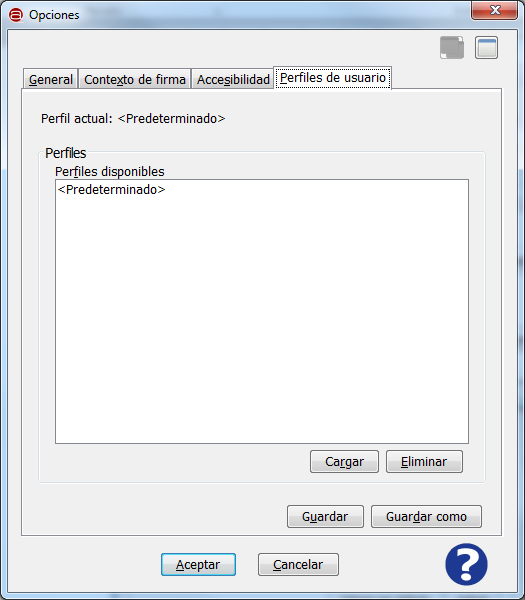 Opciones
General Contexto de firma Accesibilidad Perfiles de usuario
Perfil actual: <Predeterminado>
Perfiles
Perfiles disponibles
<Predeterminado>
Cargar Eliminar
Guardar Guardar como
Aceptar Cancelar ?